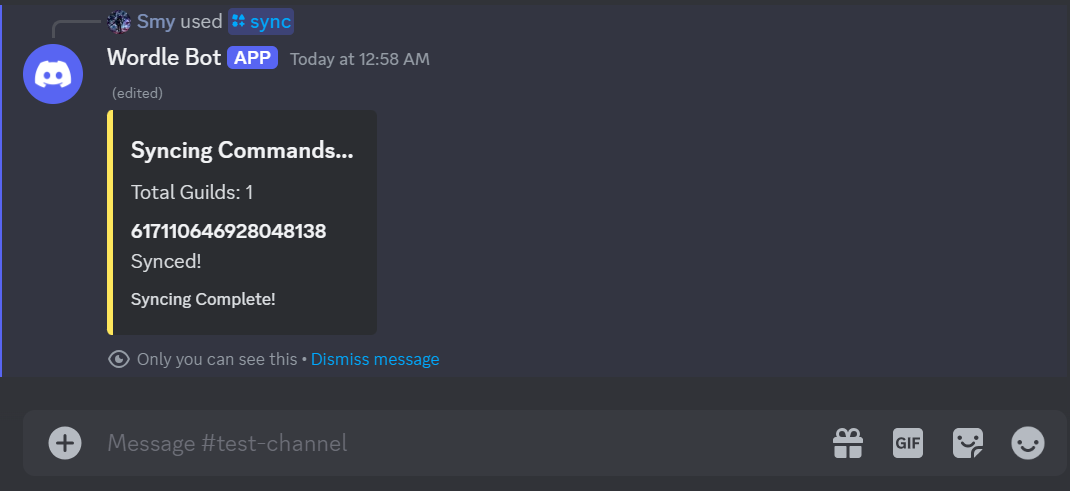 Smy used sync
Wordle Bot APP Today at 12:58 AM
(edited)
Syncing Commands...
Total Guilds: 1
617110646928048138
Synced!
Syncing Complete!
Only you can see this • Dismiss message
Message #test-channel
GIF